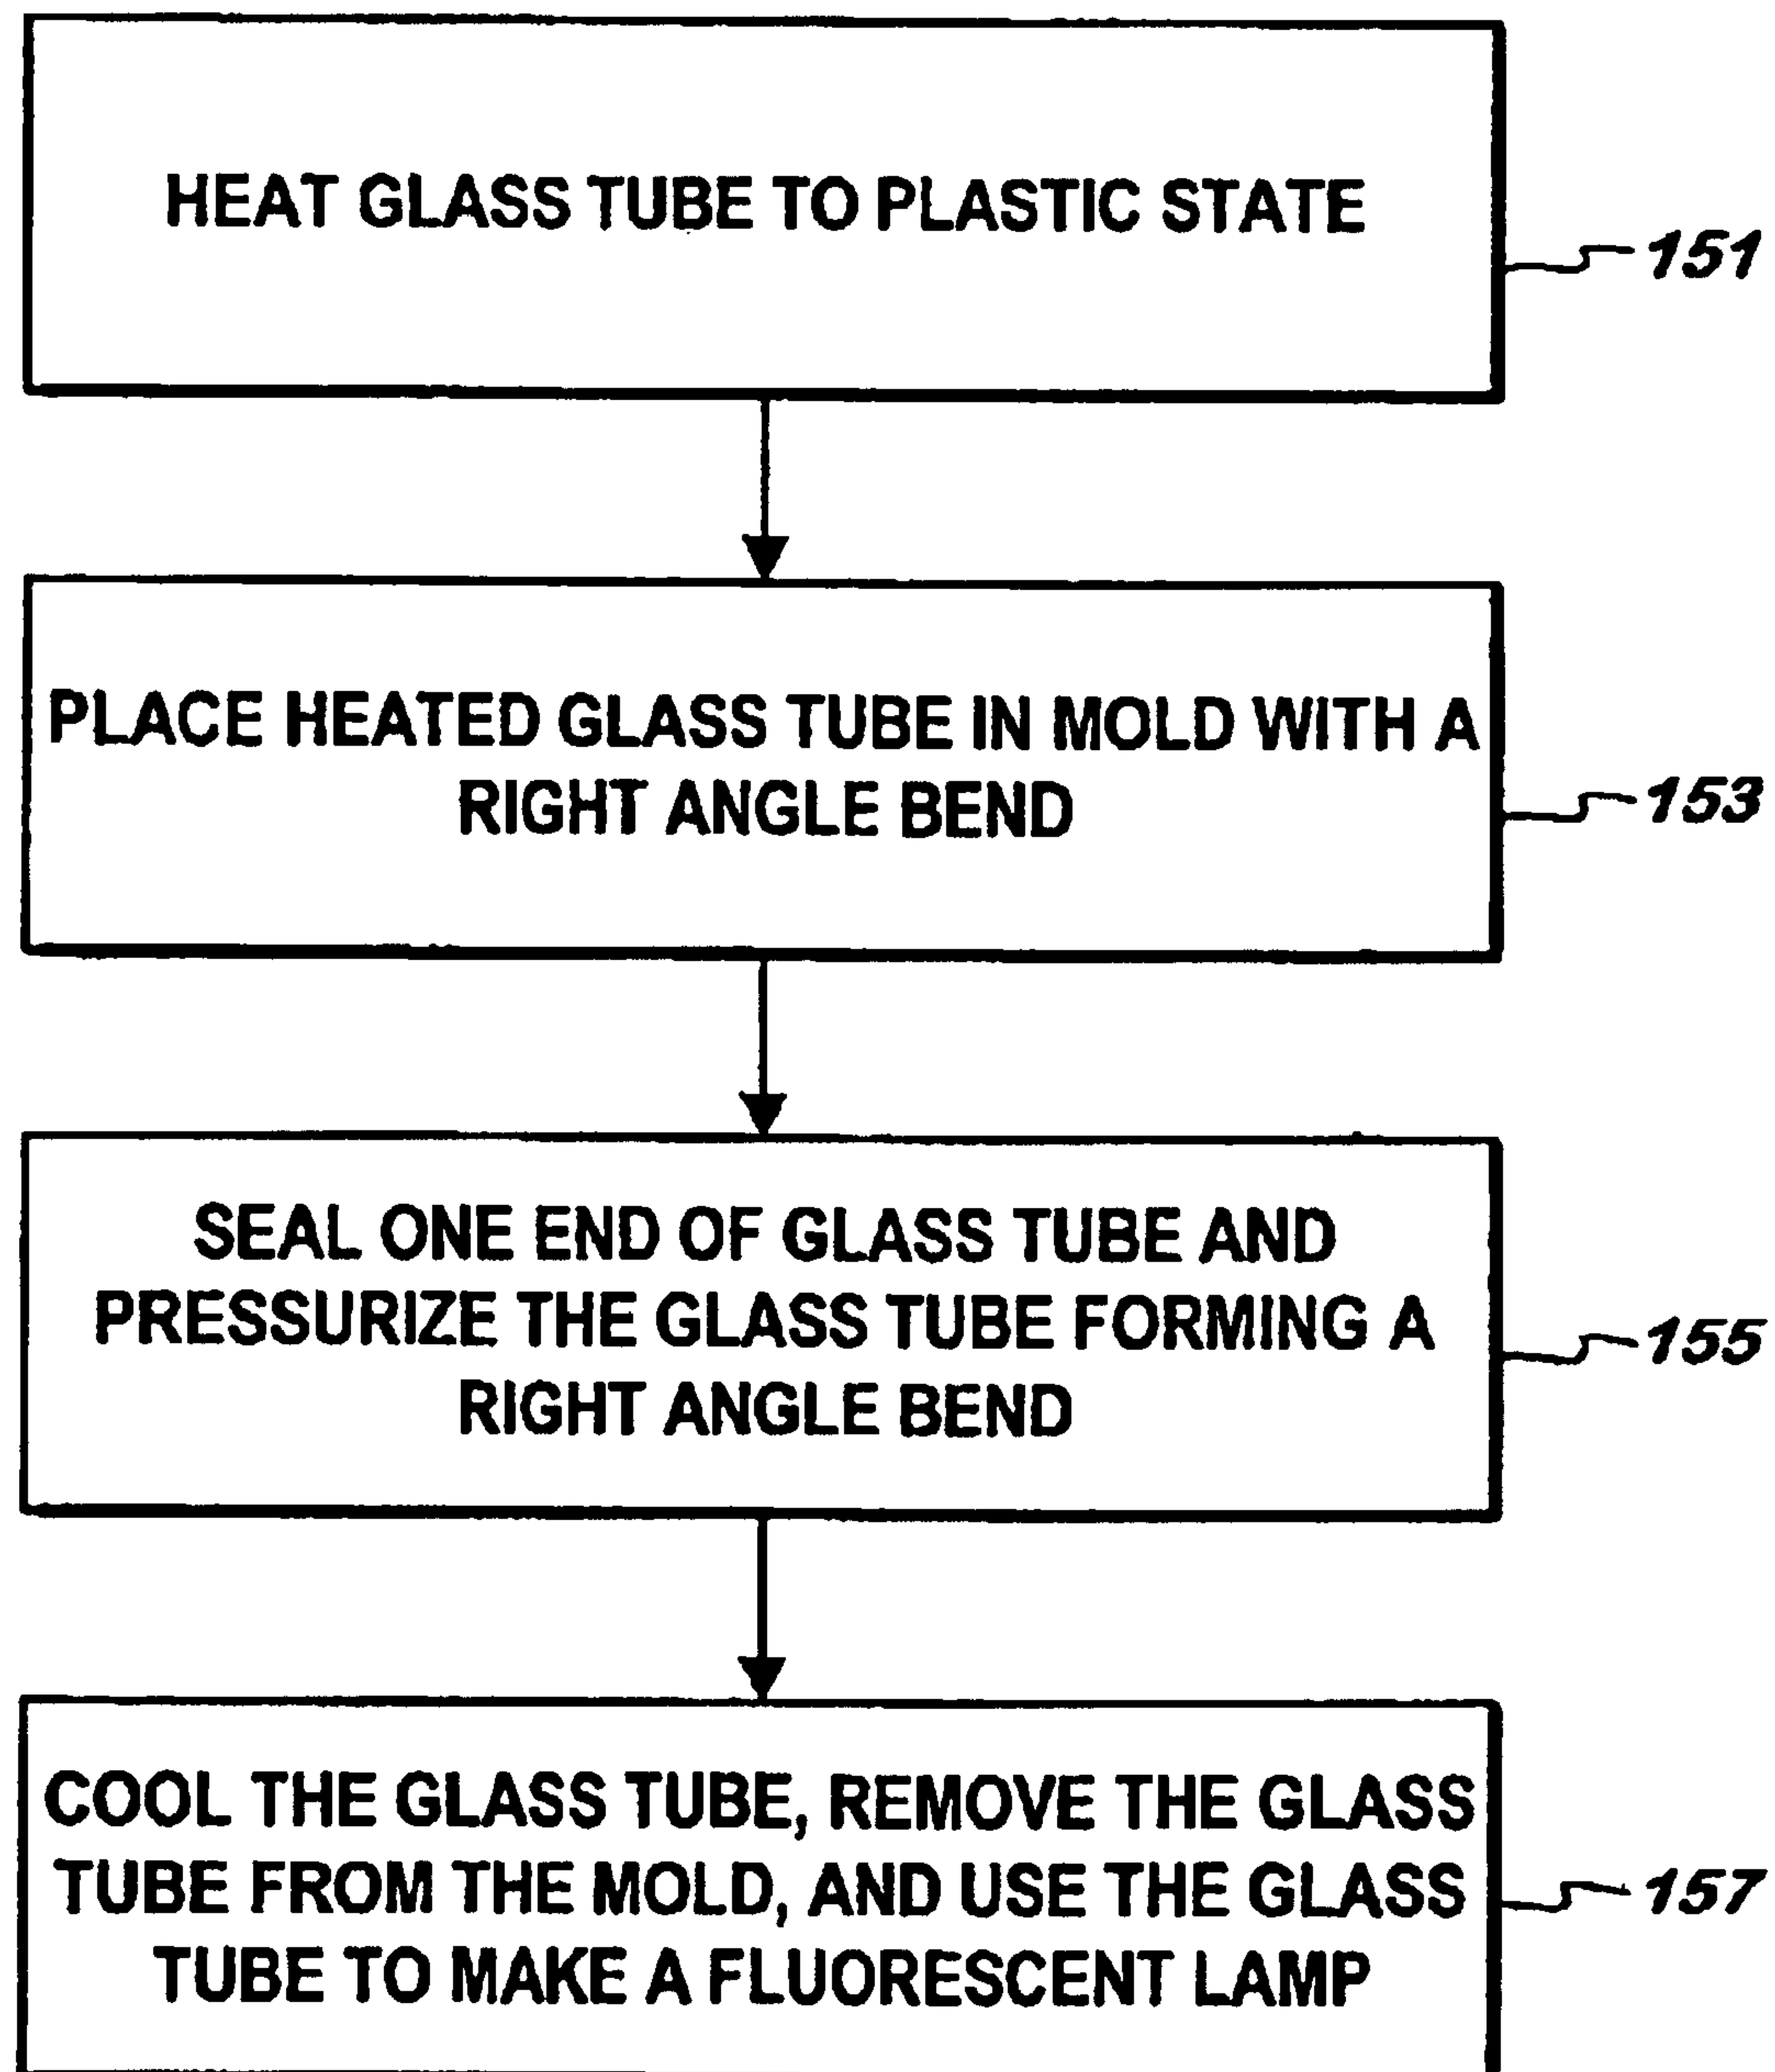 HEAT GLASS TUBE TO PLASTIC STATE
151
PLACE HEATED GLASS TUBE IN MOLD WITH A
RIGHT ANGLE BEND
153
SEAL ONE END OF GLASS TUBE AND
PRESSURIZE THE GLASS TUBE FORMING A
RIGHT ANGLE BEND
155
COOL THE GLASS TUBE, REMOVE THE GLASS
TUBE FROM THE MOLD, AND USE THE GLASS
TUBE TO MAKE A FLUORESCENT LAMP
157